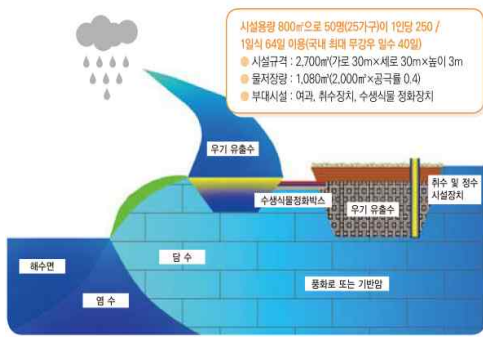 시설용량 800㎥으로 50명(25가구)이 1인당 250 /
1일식 64일 이용(국내 최대 무강우 일수 40일)
● 시설규격 : 2,700㎥(가로 30m×세로 30m×높이 3m
● 물저장량 : 1,080㎥(2,000㎥×공극률 0.4)
● 부대시설 : 여과, 취수장치, 수생식물 정화장치
우기 유출수
수생식물정화박스
우기 유출수
취수 및 정수
시설장치
해수면
담 수
염 수
풍화로 또는 기반암